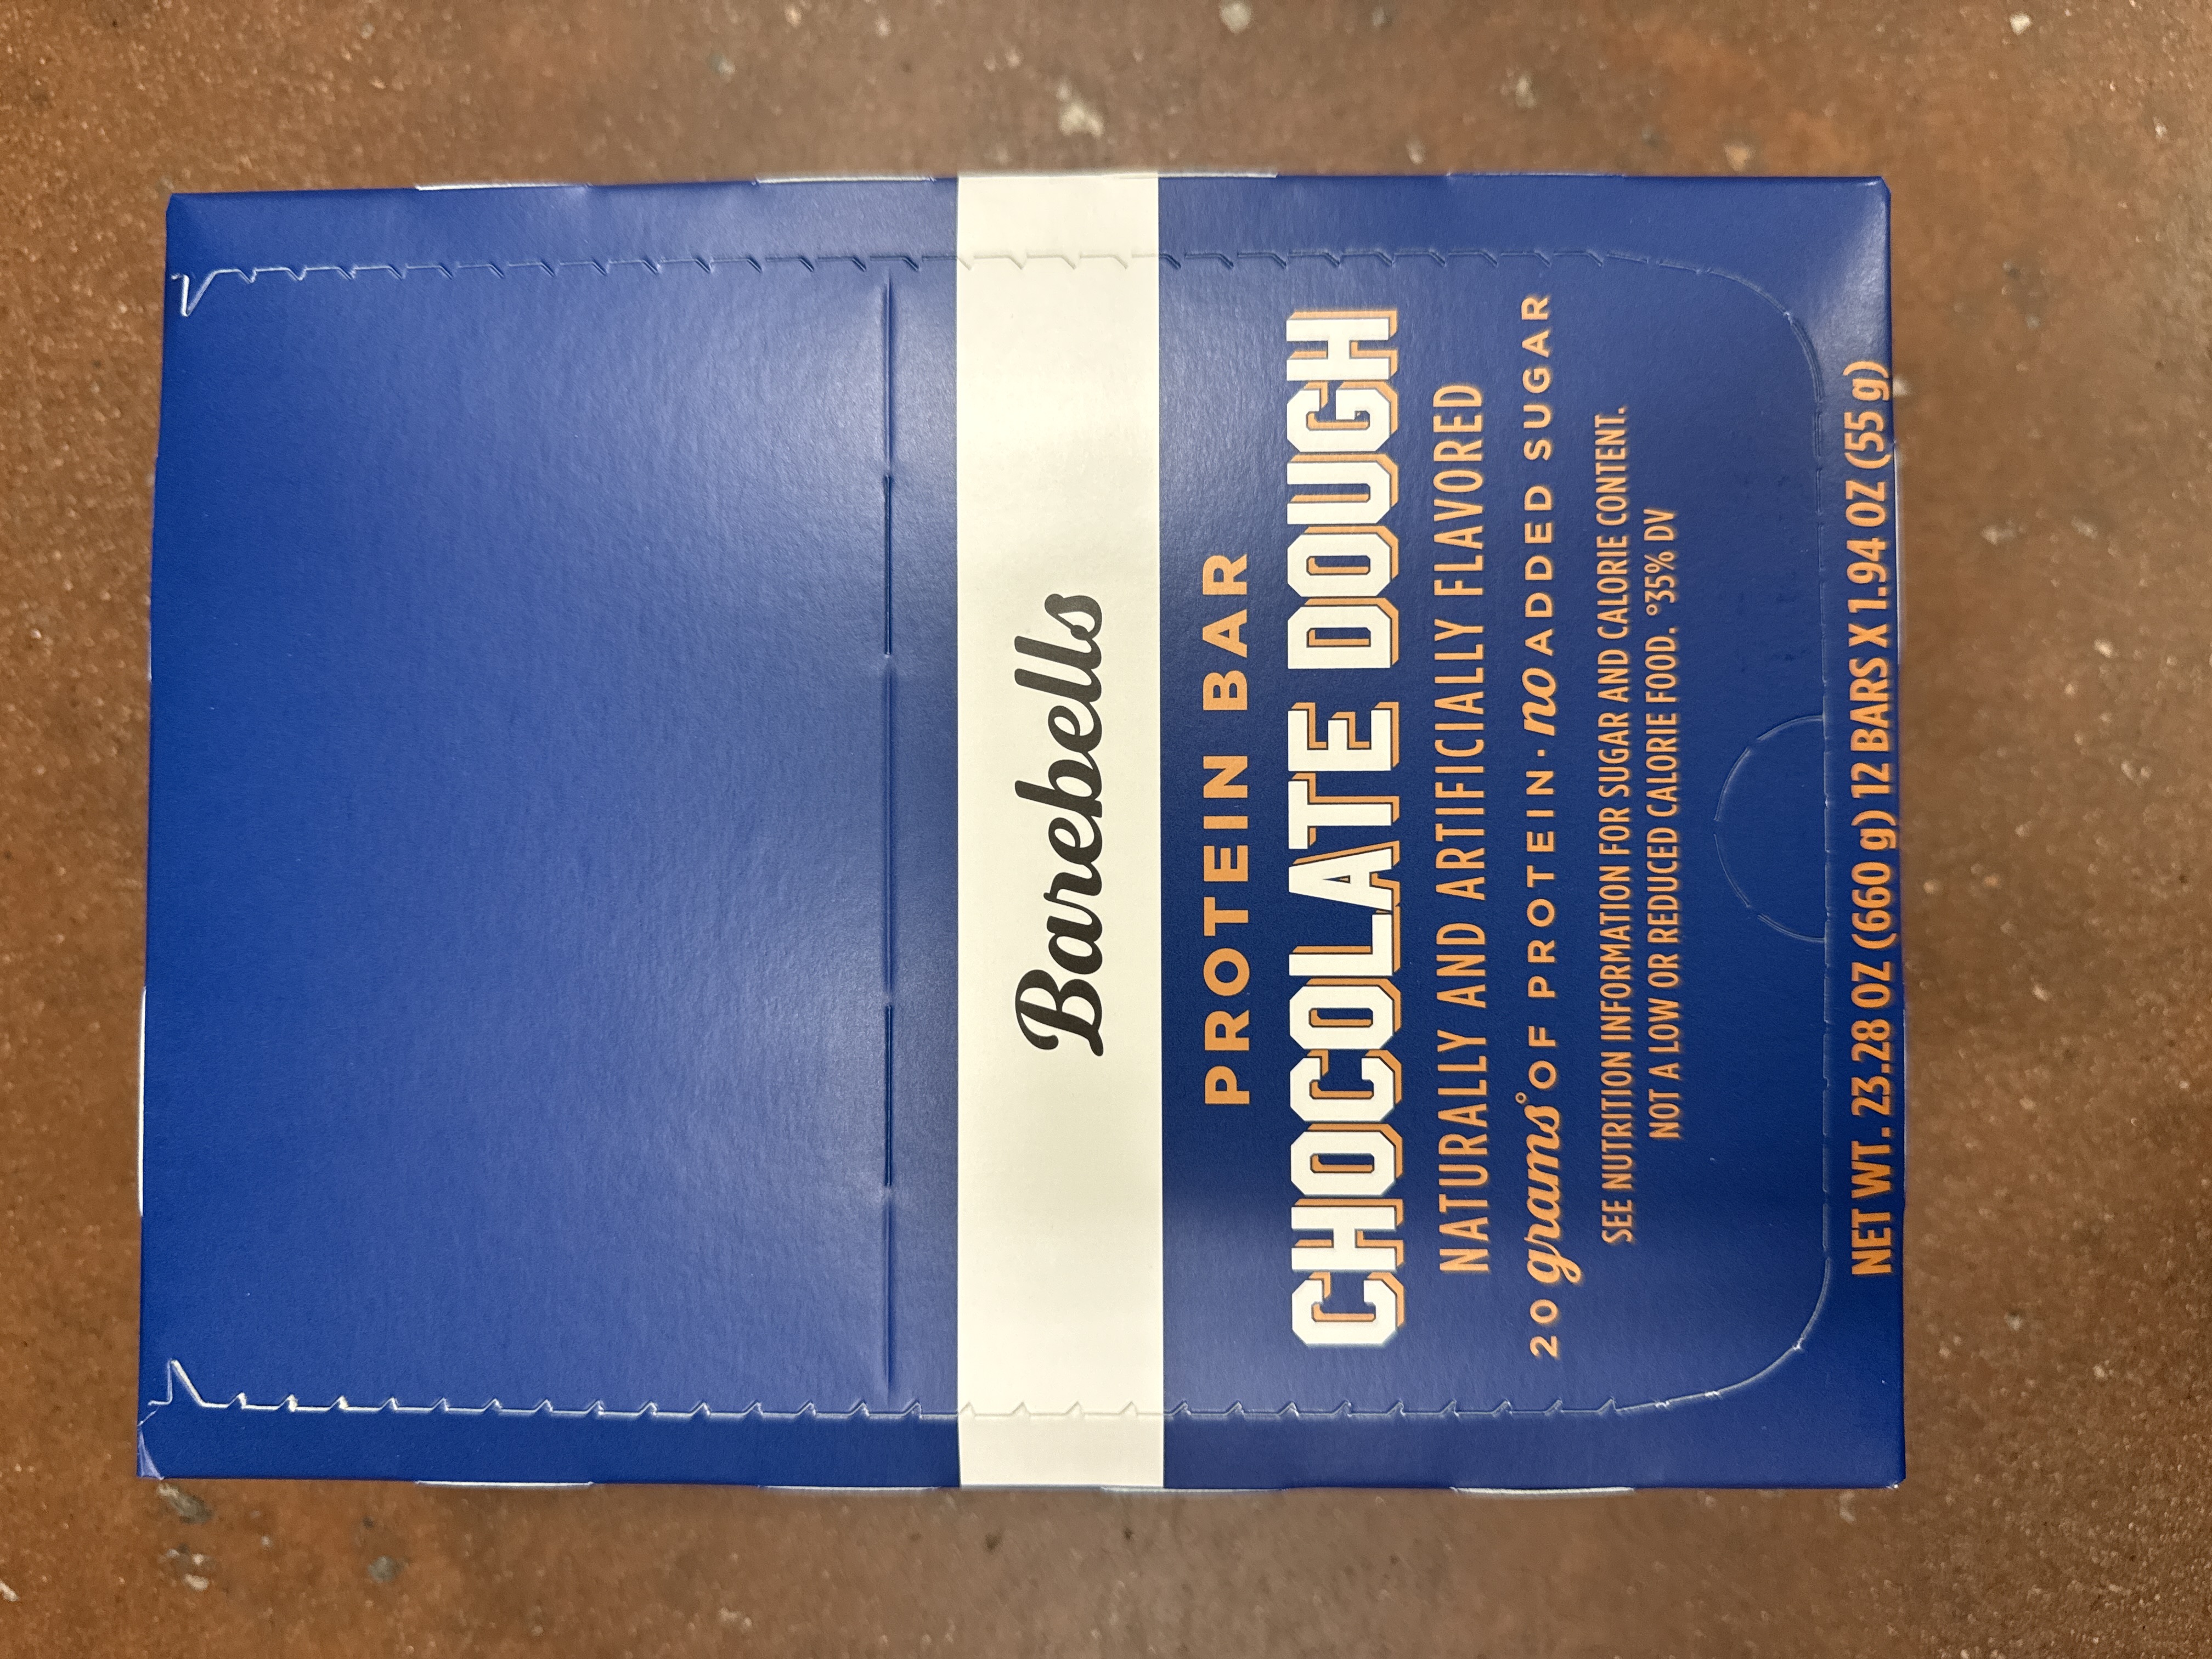 Barebells
PROTEIN BAR
CHOCOLATE DOUGH
NATURALLY AND ARTIFICIALLY FLAVORED
20 grams° OF PROTEIN · no ADDED SUGAR
SEE NUTRITION INFORMATION FOR SUGAR AND CALORIE CONTENT.
NOT A LOW OR REDUCED CALORIE FOOD. °35% DV
NET WT. 23.28 OZ (660 g) 12 BARS X 1.94 OZ (55 g)